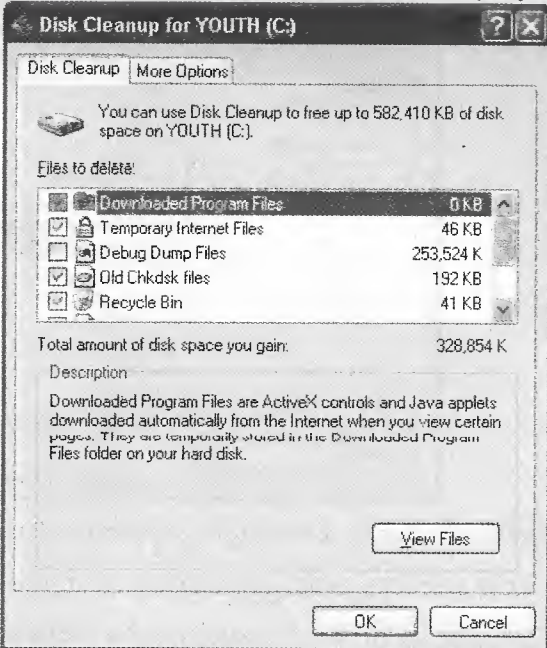 Disk Cleanup for YOUTH (C:)
Disk Cleanup
More Options
You can use Disk Cleanup to free up to 582,410 KB of disk
space on YOUTH (C:).
Files to delete:
Downloaded Program Files 0 KB
Temporary Internet Files 46 KB
Debug Dump Files 253,524 K
Old Chkdsk files 192 KB
Recycle Bin 41 KB
Total amount of disk space you gain: 328,854 K
Description
Downloaded Program Files are ActiveX controls and Java applets
downloaded automatically from the Internet when you view certain
pages. They are temporarily stored in the Downloaded Program
Files folder on your hard disk.
View Files
OK
Cancel